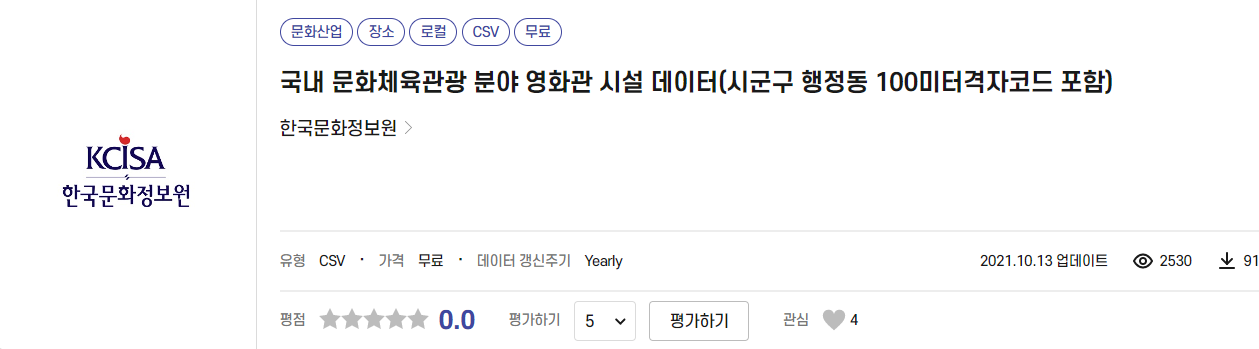 문화산업 장소 로컬 CSV 무료
국내 문화체육관광 분야 영화관 시설 데이터(시군구 행정동 100미터격자코드 포함)
한국문화정보원
KCISA
한국문화정보원
유형 CSV · 가격 무료 · 데이터 갱신주기 Yearly 2021.10.13 업데이트 2530 91
평점 0.0 평가하기 5 평가하기 관심 4